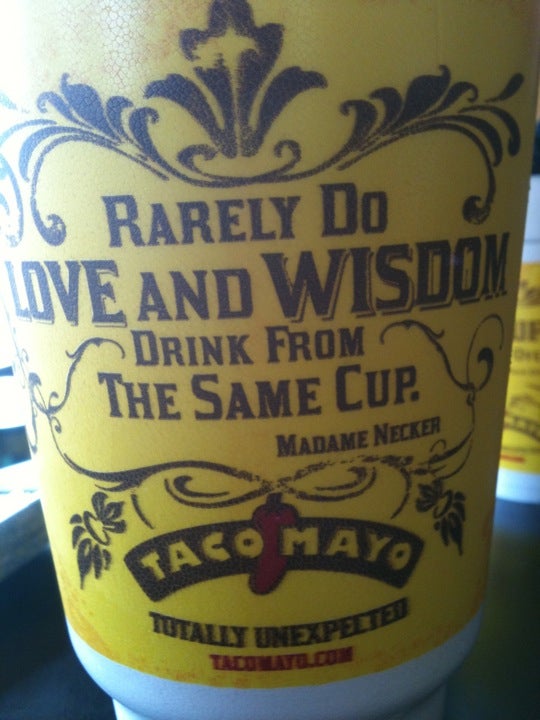 RARELY DO
LOVE AND WISDOM
DRINK FROM
THE SAME CUP.
MADAME NECKER
TACO MAYO
TOTALLY UNEXPECTED
TACOMAYO.COM